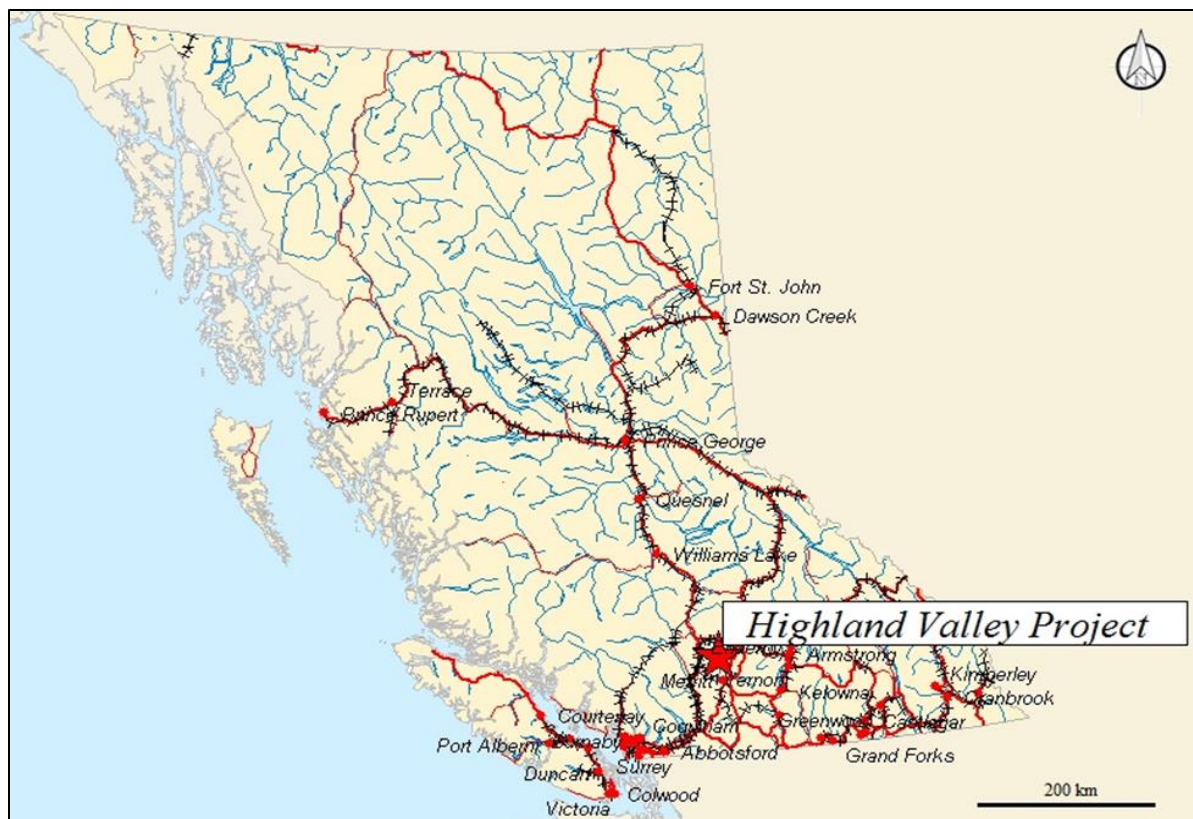 N
Fort St. John
Dawson Creek
Terrace
Prince Rupert
Prince George
Quesnel
Williams Lake
Highland Valley Project
Armstrong
Merritt
Vernon
Kimberley
Kelowna
Cranbrook
Courtenay
Coquitlam
Greenwood
Castlegar
Port Alberni
Burnaby
Abbotsford
Grand Forks
Surrey
Duncan
Colwood
Victoria
200 km